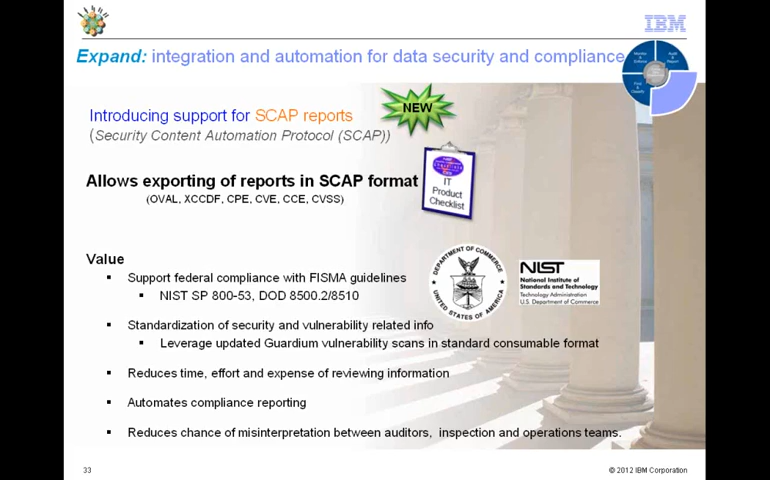 IBM
Expand: integration and automation for data security and compliance
Introducing support for SCAP reports
(Security Content Automation Protocol (SCAP))
NEW
Allows exporting of reports in SCAP format
(OVAL, XCCDF, CPE, CVE, CCE, CVSS)
IT
Product
Checklist
Value
Support federal compliance with FISMA guidelines
NIST SP 800-53, DOD 8500.2/8510
DEPARTMENT OF COMMERCE
UNITED STATES OF AMERICA
NIST
National Institute of
Standards and Technology
Technology Administration
U.S. Department of Commerce
Standardization of security and vulnerability related info
Leverage updated Guardium vulnerability scans in standard consumable format
Reduces time, effort and expense of reviewing information
Automates compliance reporting
Reduces chance of misinterpretation between auditors, inspection and operations teams.
33
© 2012 IBM Corporation